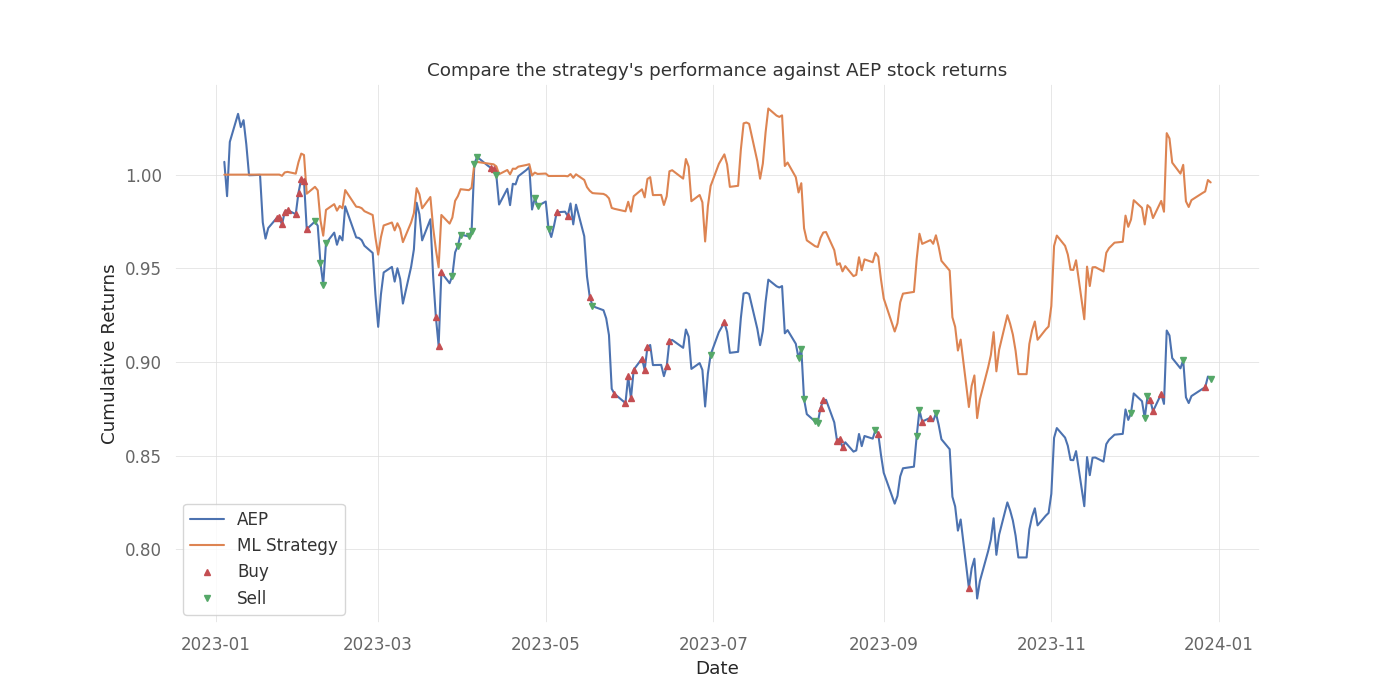 Compare the strategy's performance against AEP stock returns
Cumulative Returns
1.00
0.95
0.90
0.85
0.80
AEP
ML Strategy
Buy
Sell
2023-01 2023-03 2023-05 2023-07 2023-09 2023-11 2024-01
Date